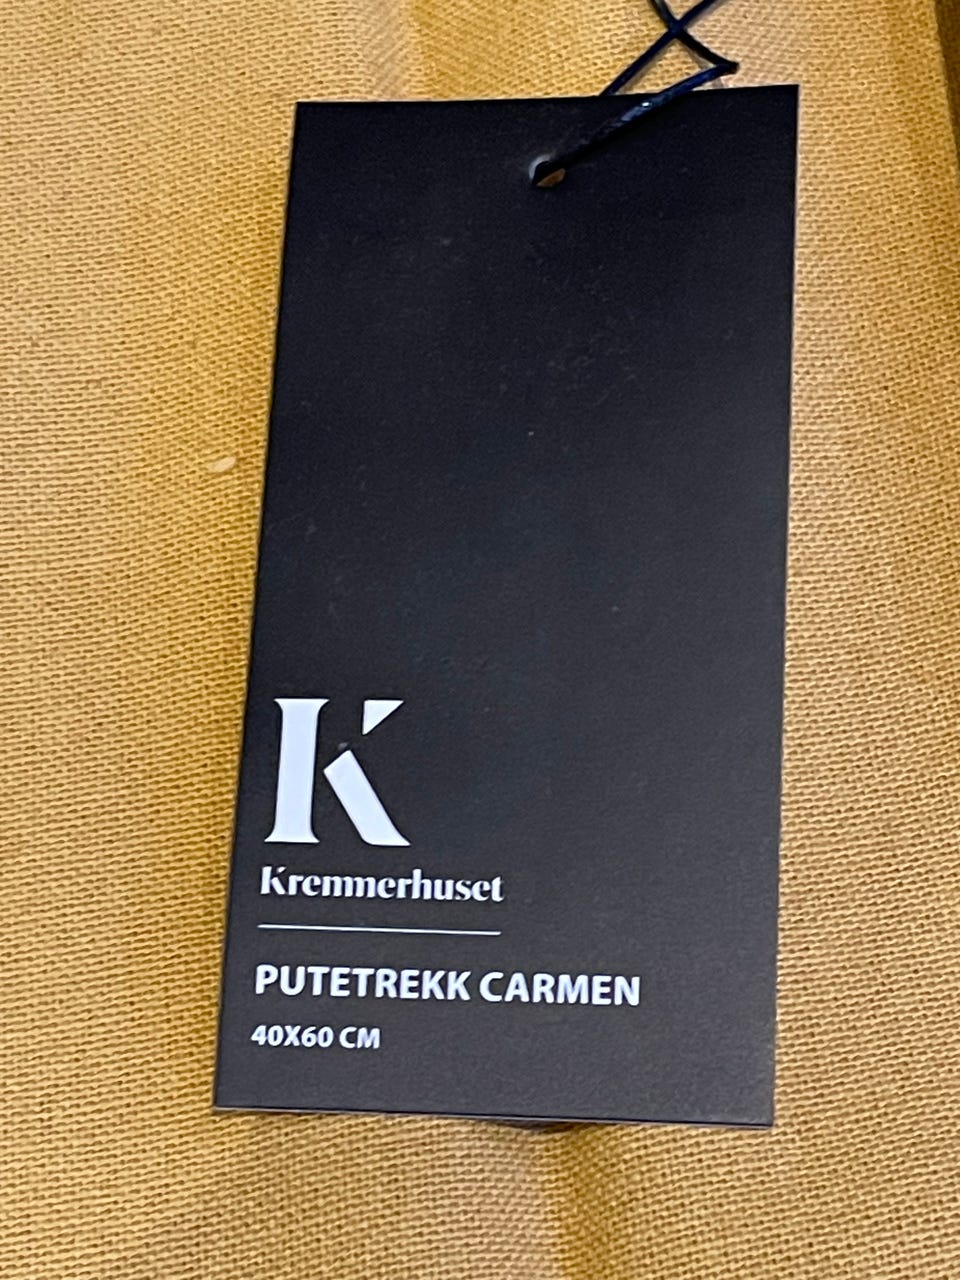 K
Kremmerhuset
PUTETREKK CARMEN
40X60 CM